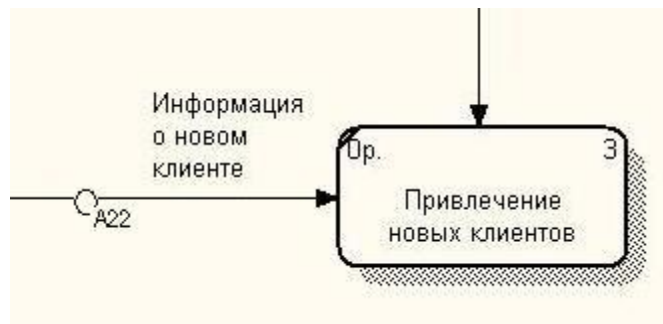 Информация
о новом
клиенте
0р.
3
A22
Привлечение
новых клиентов